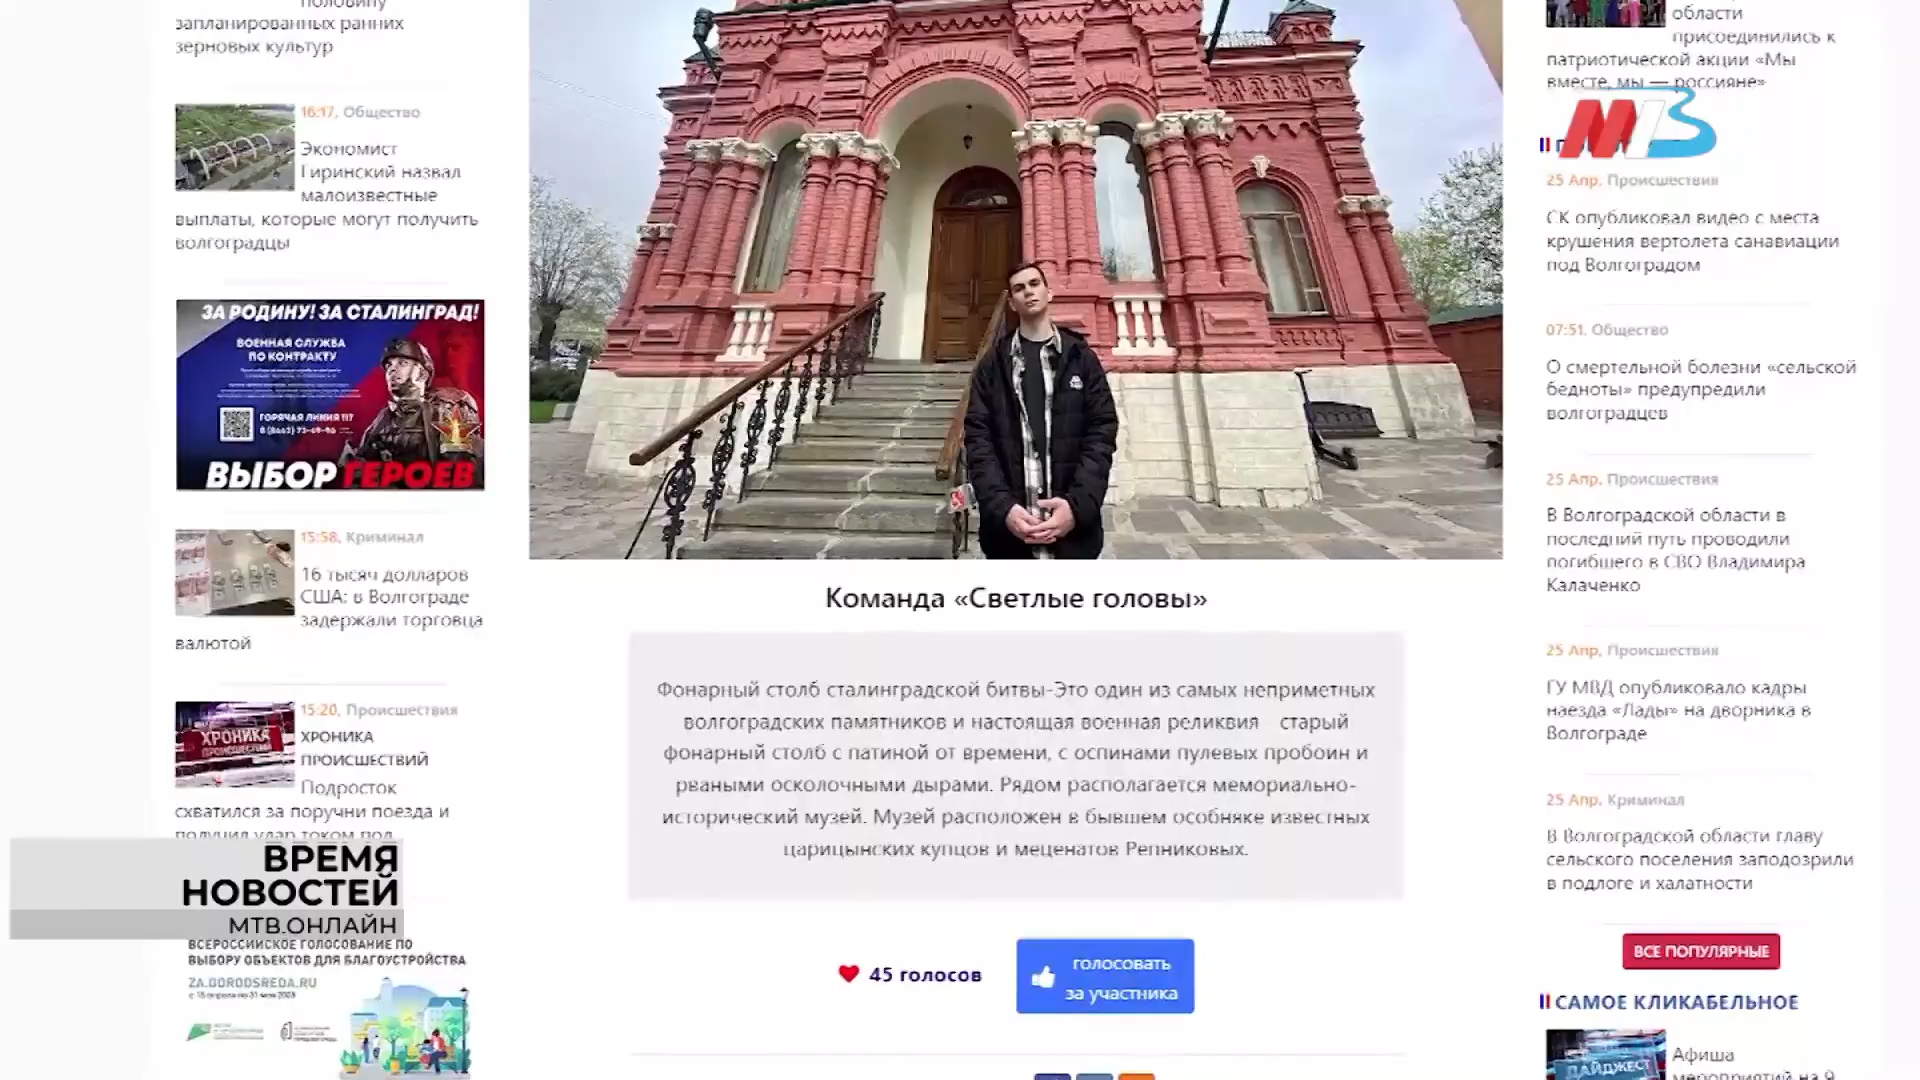 запланированных ранних
зерновых культур
16:17, Общество
Экономист
Гиринский назвал
малоизвестные
выплаты, которые могут получить
волгоградцы
ЗА РОДИНУ! ЗА СТАЛИНГРАД!
ВОЕННАЯ СЛУЖБА
ПО КОНТРАКТУ
ГОРЯЧАЯ ЛИНИЯ 117
ВЫБОР ГЕРОЕВ
15:58, Криминал
16 тысяч долларов
США: в Волгограде
задержали торговца
валютой
15:20, Происшествия
ХРОНИКА
ХРОНИКА
ПРОИСШЕСТВИЙ
Подросток
схватился за поручни поезда и
получил удар током под
ВРЕМЯ
НОВОСТЕЙ
МТВ.ОНЛАЙН
ВСЕРОССИЙСКОЕ ГОЛОСОВАНИЕ ПО
ВЫБОРУ ОБЪЕКТОВ ДЛЯ БЛАГОУСТРОЙСТВА
ZA.GORODSREDA.RU
Команда «Светлые головы»
Фонарный столб сталинградской битвы-Это один из самых неприметных
волгоградских памятников и настоящая военная реликвия - старый
фонарный столб с патиной от времени, с оспинами пулевых пробоин и
рваными осколочными дырами. Рядом располагается мемориально-
исторический музей. Музей расположен в бывшем особняке известных
царицынских купцов и меценатов Репниковых.
45 голосов
голосовать
за участника
области
присоединились к
патриотической акции «Мы
вместе, мы — россияне»
МТВ
25 Апр, Происшествия
СК опубликовал видео с места
крушения вертолета санавиации
под Волгоградом
07:51, Общество
О смертельной болезни «сельской
бедноты» предупредили
волгоградцев
25 Апр, Происшествия
В Волгоградской области в
последний путь проводили
погибшего в СВО Владимира
Калаченко
25 Апр, Происшествия
ГУ МВД опубликовало кадры
наезда «Лады» на дворника в
Волгограде
25 Апр, Криминал
В Волгоградской области главу
сельского поселения заподозрили
в подлоге и халатности
ВСЕ ПОПУЛЯРНЫЕ
САМОЕ КЛИКАБЕЛЬНОЕ
ДАЙДЖЕСТ
Афиша
мероприятий на 9